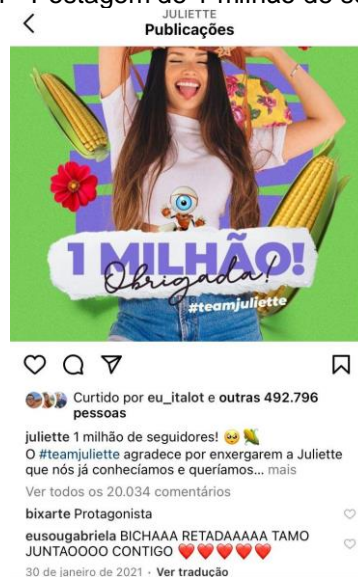 JULIETTE
Publicações
1 MILHÃO!
Obrigada!
#teamjuliette
Curtido por eu_italot e outras 492.796
pessoas
juliette 1 milhão de seguidores! 🥺🌽
O #teamjuliette agradece por enxergarem a Juliette
que nós já conhecíamos e queríamos... mais
Ver todos os 20.034 comentários
bixarte Protagonista
eusougabriela BICHAAA RETADAAAAA TAMO
JUNTAOOOO CONTIGO ❤️❤️❤️❤️❤️
30 de janeiro de 2021 · Ver tradução